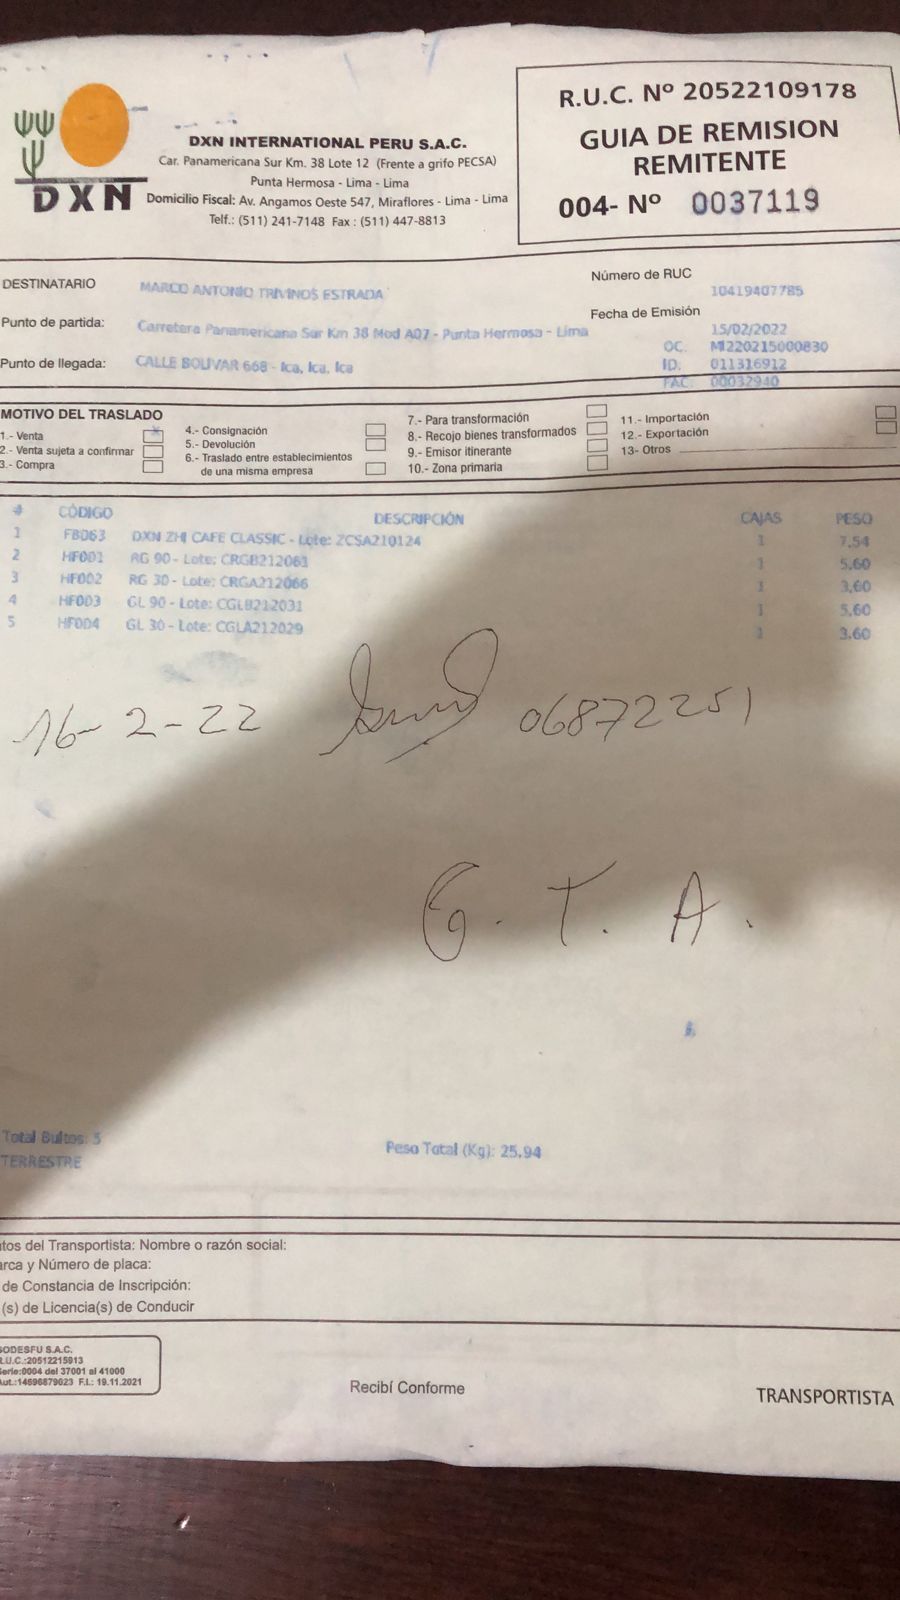 DXN
DXN INTERNATIONAL PERU S.A.C.
Car. Panamericana Sur Km. 38 Lote 12 (Frente a grifo PECSA)
Punta Hermosa - Lima - Lima
Domicilio Fiscal: Av. Angamos Oeste 547, Miraflores - Lima - Lima
Telf.: (511) 241-7148 Fax : (511) 447-8813
R.U.C. Nº 20522109178
GUIA DE REMISION
REMITENTE
004- Nº 0037119
DESTINATARIO MARCO ANTONIO TRIVINOS ESTRADA
Número de RUC
10419407785
Punto de partida: Carretera Panamericana Sur Km 38 Mod A07 - Punta Hermosa - Lima
Fecha de Emisión
15/02/2022
Punto de llegada: CALLE BOLIVAR 668 - Ica, Ica, Ica
OC. MI220215000830
ID. 011316912
FAC. 00032940
MOTIVO DEL TRASLADO
1.- Venta
2.- Venta sujeta a confirmar
3.- Compra
4.- Consignación
5.- Devolución
6.- Traslado entre establecimientos
de una misma empresa
7.- Para transformación
8.- Recojo bienes transformados
9.- Emisor itinerante
10.- Zona primaria
11.- Importación
12.- Exportación
13- Otros
# CÓDIGO DESCRIPCIÓN CAJAS PESO
1 FB063 DXN ZHI CAFE CLASSIC - Lote: ZCSA210124 1 7.54
2 HF001 RG 90 - Lote: CRGB212061 1 5.60
3 HF002 RG 30 - Lote: CRGA212066 1 3.60
4 HF003 GL 90 - Lote: CGLB212031 1 5.60
5 HF004 GL 30 - Lote: CGLA212029 1 3.60
16-2-22 06872251
G. T. A.
Total Bultos: 5
Peso Total (Kg): 25.94
TERRESTRE
tos del Transportista: Nombre o razón social:
arca y Número de placa:
de Constancia de Inscripción:
(s) de Licencia(s) de Conducir
SODESFU S.A.C.
R.U.C.:20512215913
Serie:0004 del 37001 al 41000
Aut.:14696879023 F.I.: 19.11.2021
Recibí Conforme
TRANSPORTISTA